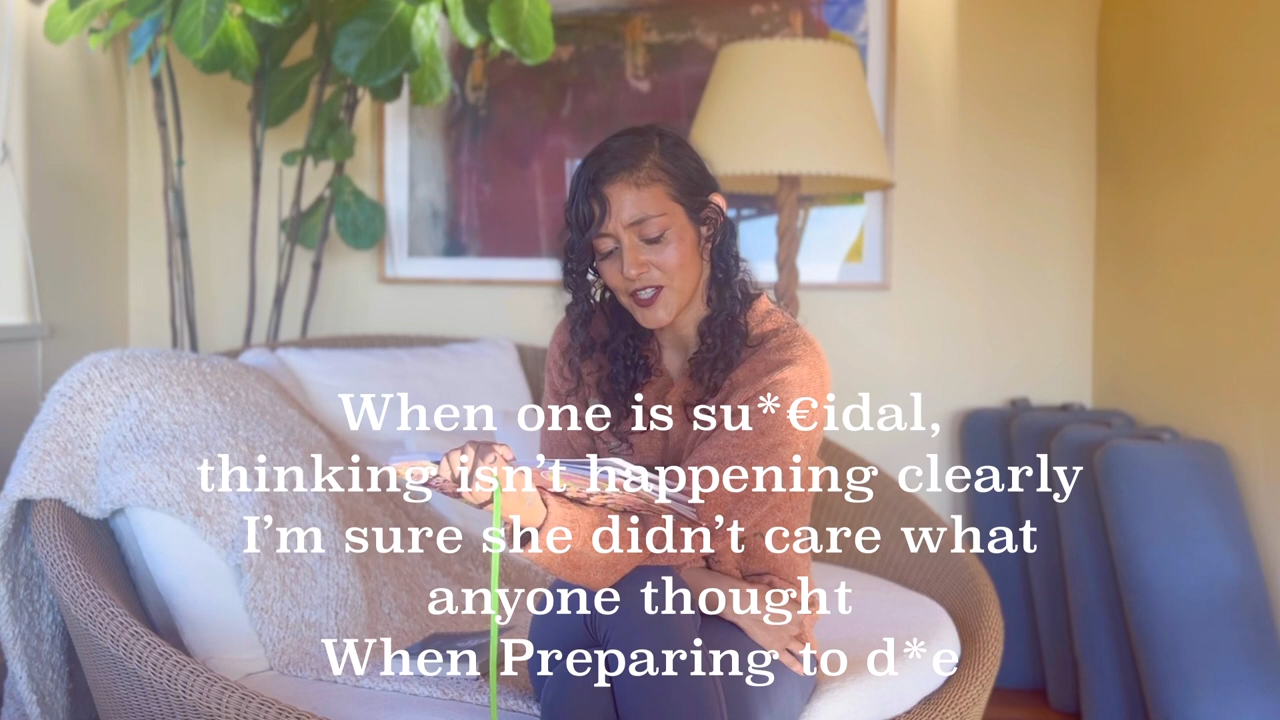 When one is su*€idal,
thinking isn't happening clearly
I'm sure she didn't care what
anyone thought
When Preparing to d*e